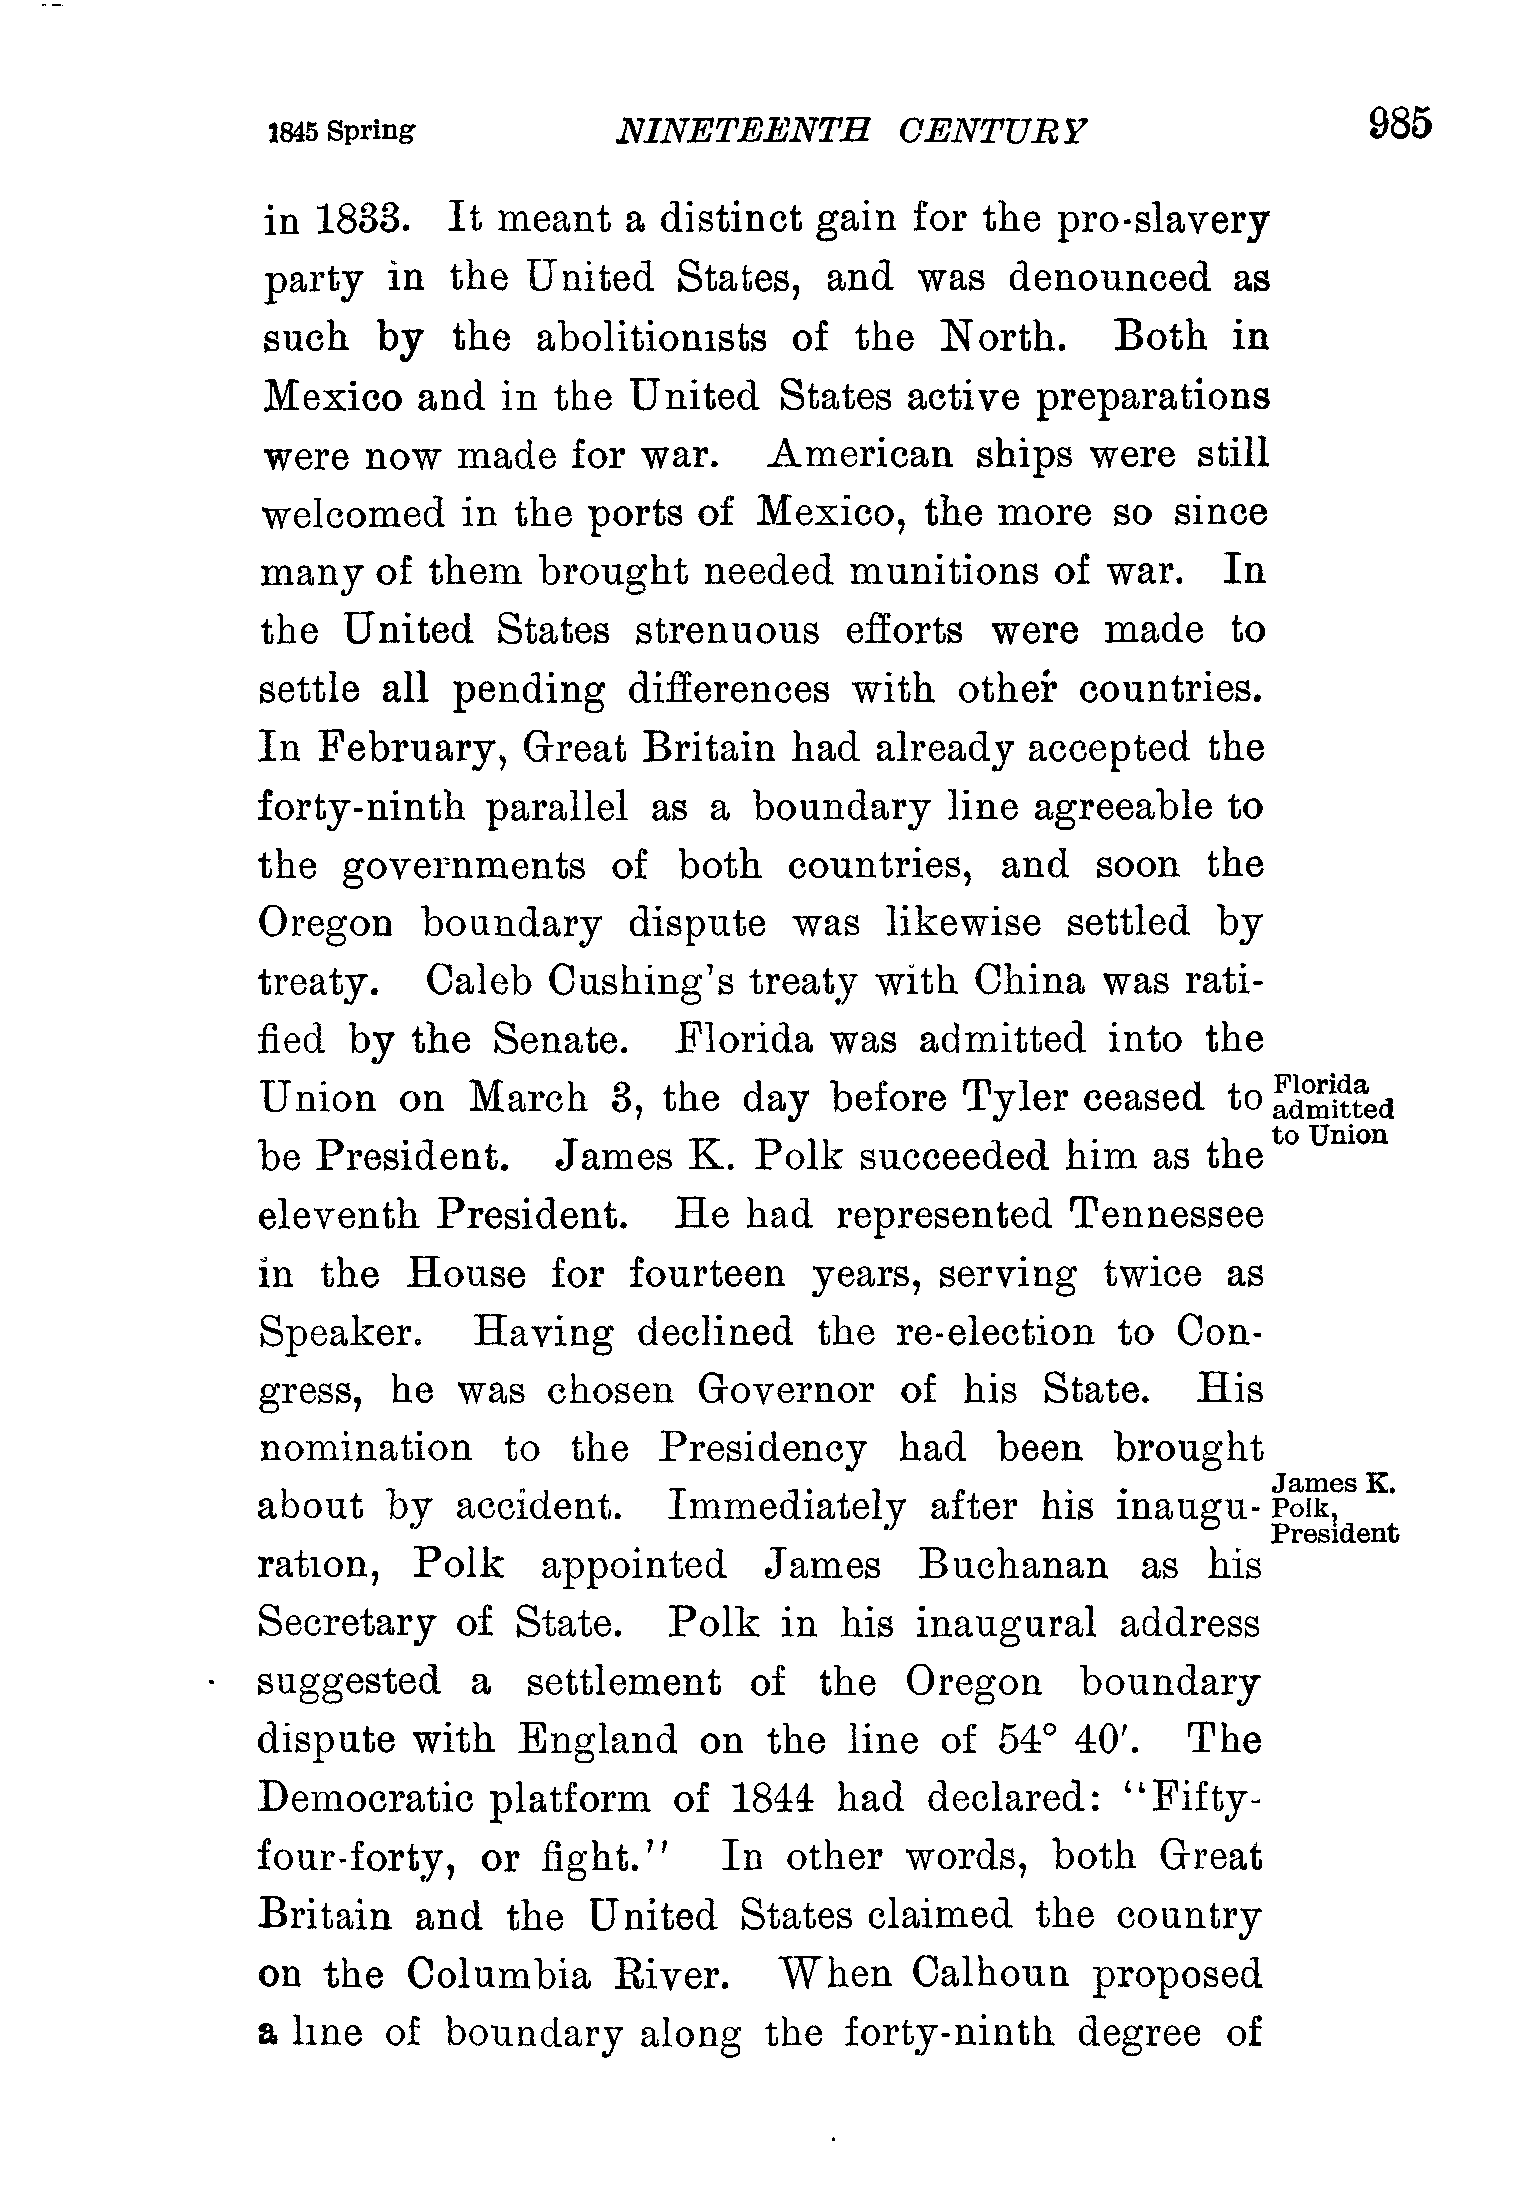 1845 Spring NINETEENTH CENTURY 985
in 1833. It meant a distinct gain for the pro-slavery
party in the United States, and was denounced as
such by the abolitionists of the North. Both in
Mexico and in the United States active preparations
were now made for war. American ships were still
welcomed in the ports of Mexico, the more so since
many of them brought needed munitions of war. In
the United States strenuous efforts were made to
settle all pending differences with other countries.
In February, Great Britain had already accepted the
forty-ninth parallel as a boundary line agreeable to
the governments of both countries, and soon the
Oregon boundary dispute was likewise settled by
treaty. Caleb Cushing's treaty with China was rati-
fied by the Senate. Florida was admitted into the
Union on March 3, the day before Tyler ceased to
Florida
admitted
to Union
be President. James K. Polk succeeded him as the
eleventh President. He had represented Tennessee
in the House for fourteen years, serving twice as
Speaker. Having declined the re-election to Con-
gress, he was chosen Governor of his State. His
nomination to the Presidency had been brought
about by accident. Immediately after his inaugu-
James K.
Polk,
President
ration, Polk appointed James Buchanan as his
Secretary of State. Polk in his inaugural address
suggested a settlement of the Oregon boundary
dispute with England on the line of 54° 40′. The
Democratic platform of 1844 had declared: "Fifty-
four-forty, or fight." In other words, both Great
Britain and the United States claimed the country
on the Columbia River. When Calhoun proposed
a line of boundary along the forty-ninth degree of